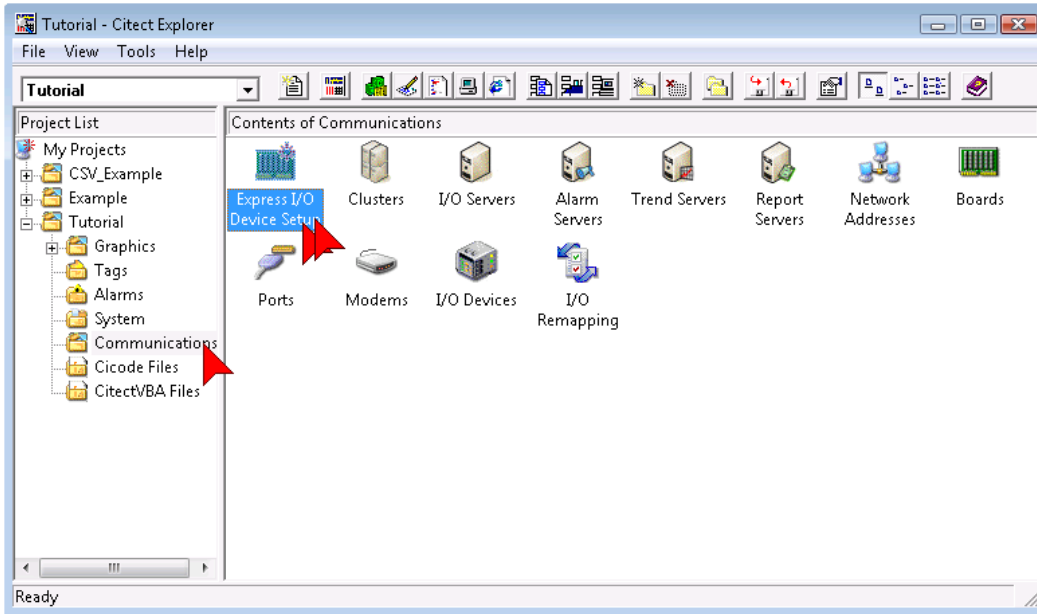 Tutorial - Citect Explorer
File View Tools Help
Tutorial
Project List
Contents of Communications
My Projects
CSV_Example
Example
Tutorial
Graphics
Tags
Alarms
System
Communications
Cicode Files
CitectVBA Files
Express I/O
Device Setup
Clusters
I/O Servers
Alarm
Servers
Trend Servers
Report
Servers
Network
Addresses
Boards
Ports
Modems
I/O Devices
I/O
Remapping
Ready